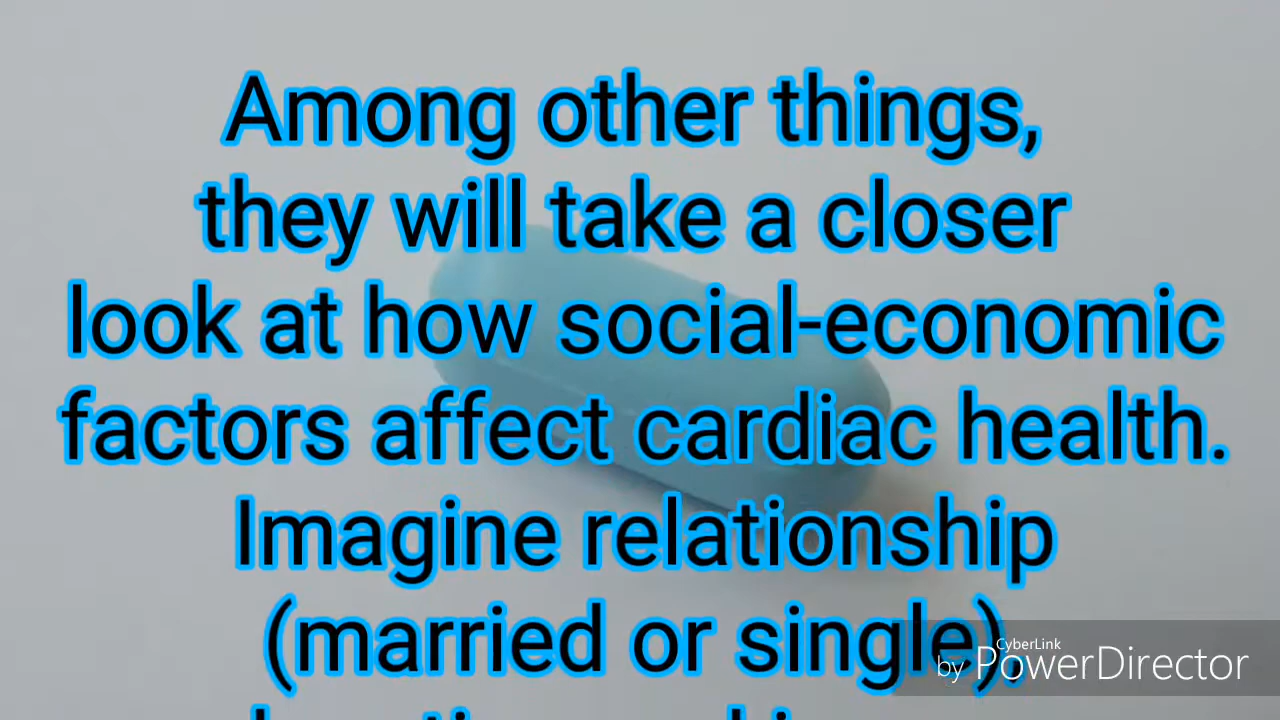 Among other things,
they will take a closer
look at how social-economic
factors affect cardiac health.
Imagine relationship
(married or single),
CyberLink
by PowerDirector